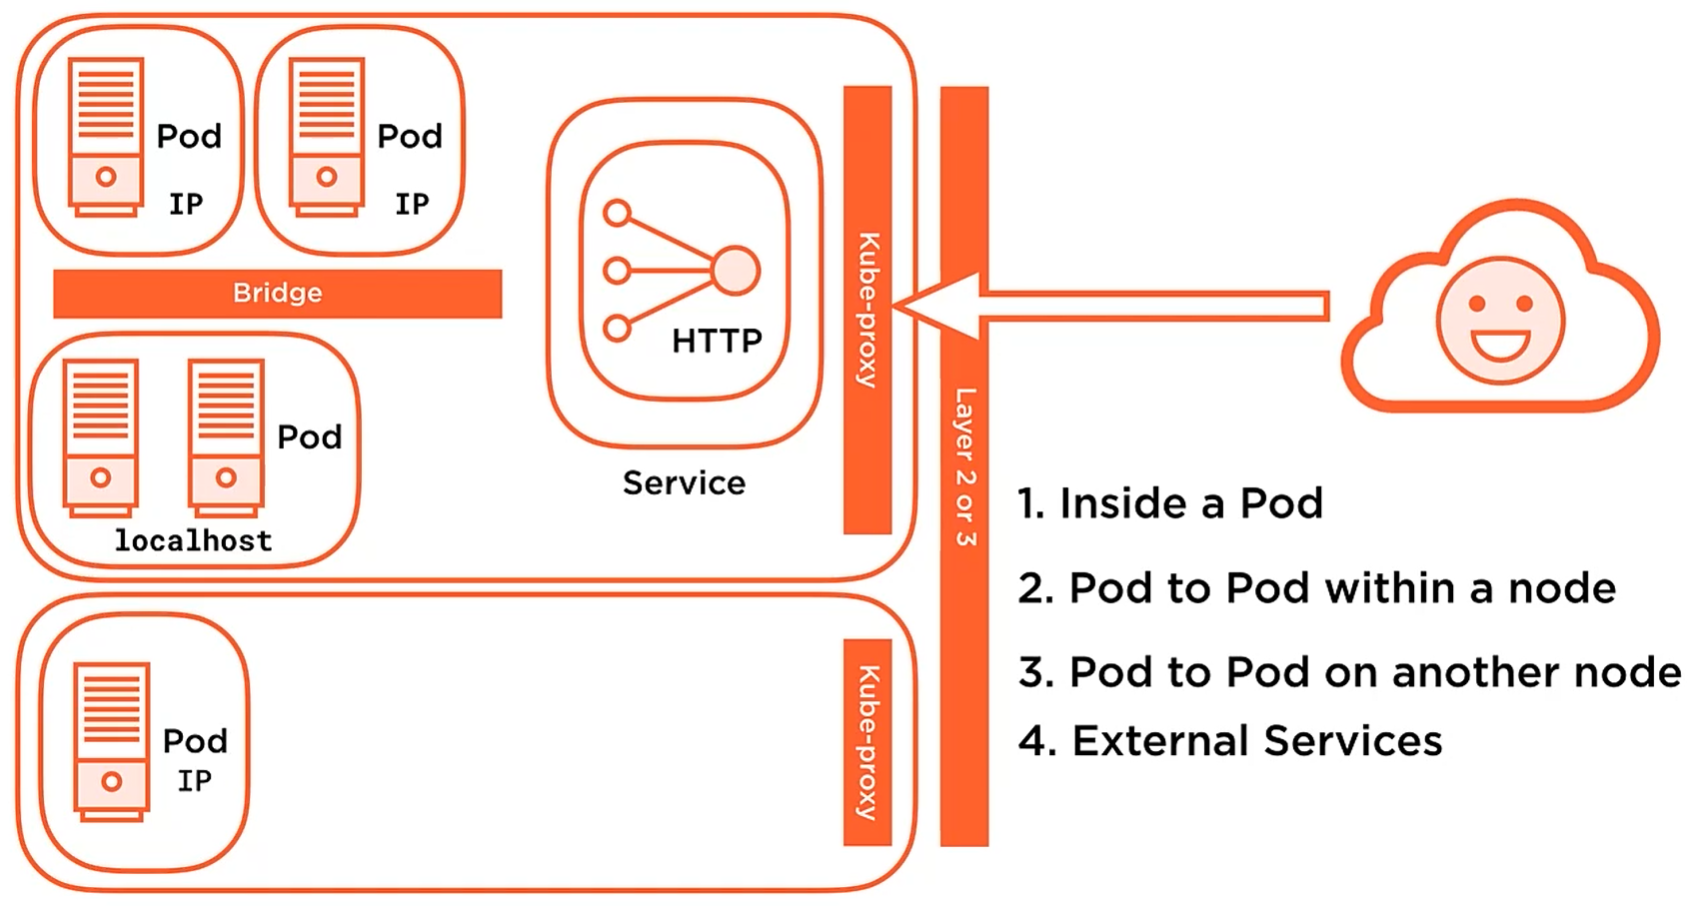 Pod
IP
Pod
IP
Bridge
Pod
localhost
HTTP
Service
Kube-proxy
Layer 2 or 3
Pod
IP
Kube-proxy
1. Inside a Pod
2. Pod to Pod within a node
3. Pod to Pod on another node
4. External Services